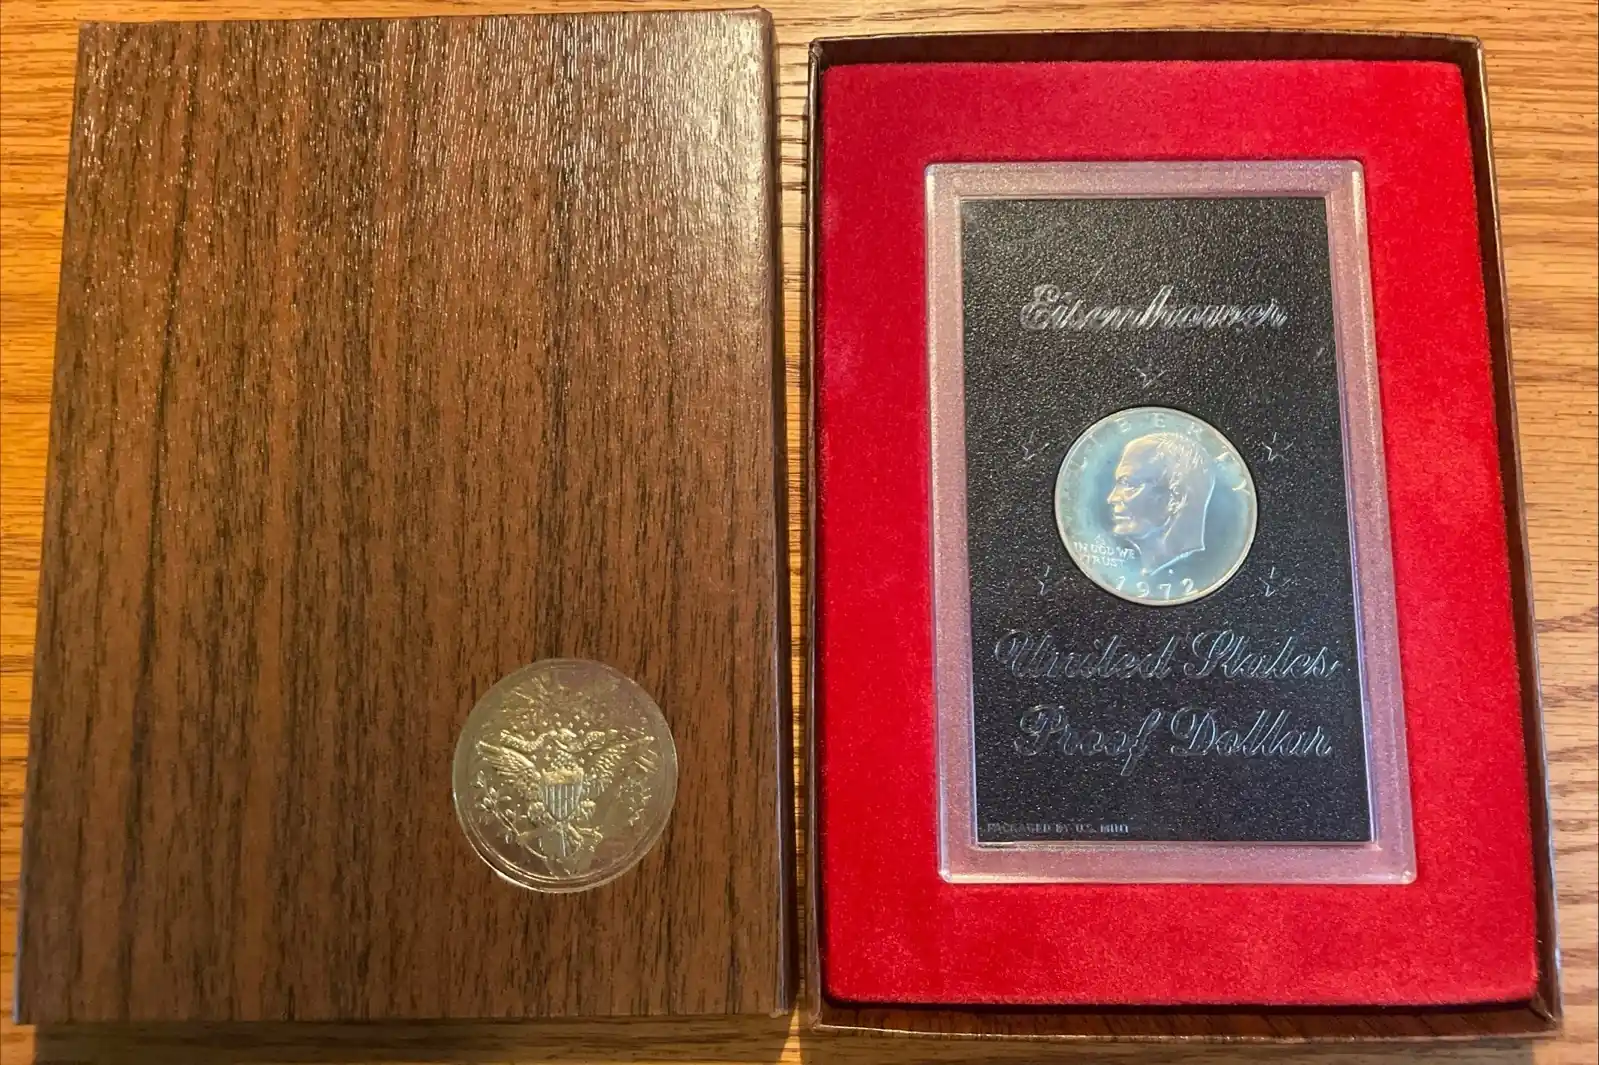 Eisenhower
LIBERTY
IN GOD WE
TRUST
1972
United States
Proof Dollar
PACKAGED BY U.S. MINT